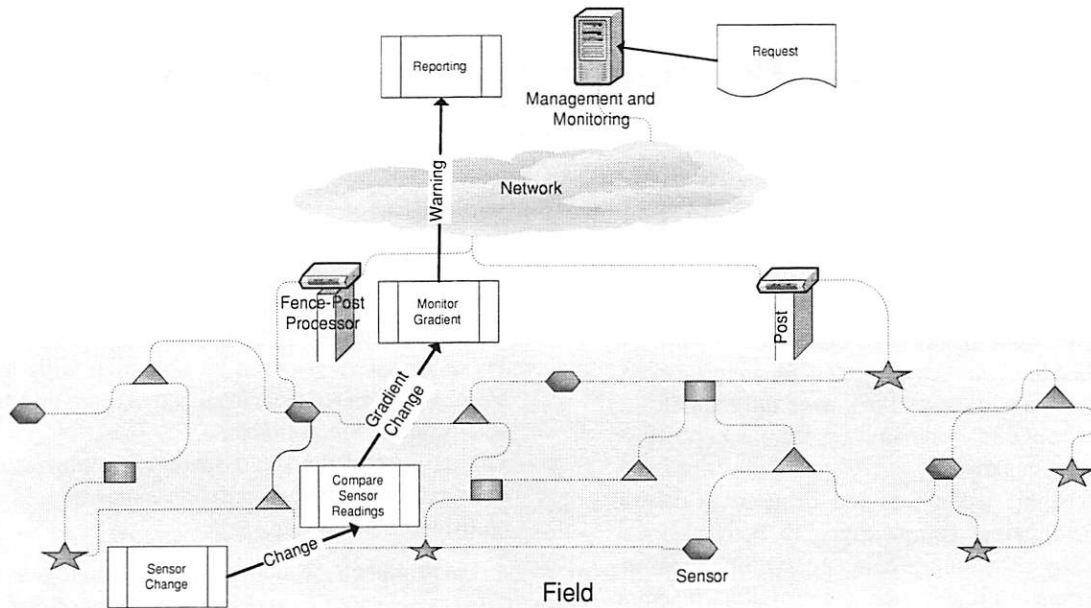 Reporting
Request
Management and
Monitoring
Network
Warning
Fence-Post
Processor
Monitor
Gradient
Post
Gradient
Change
Compare
Sensor
Readings
Change
Sensor
Change
Sensor
Field